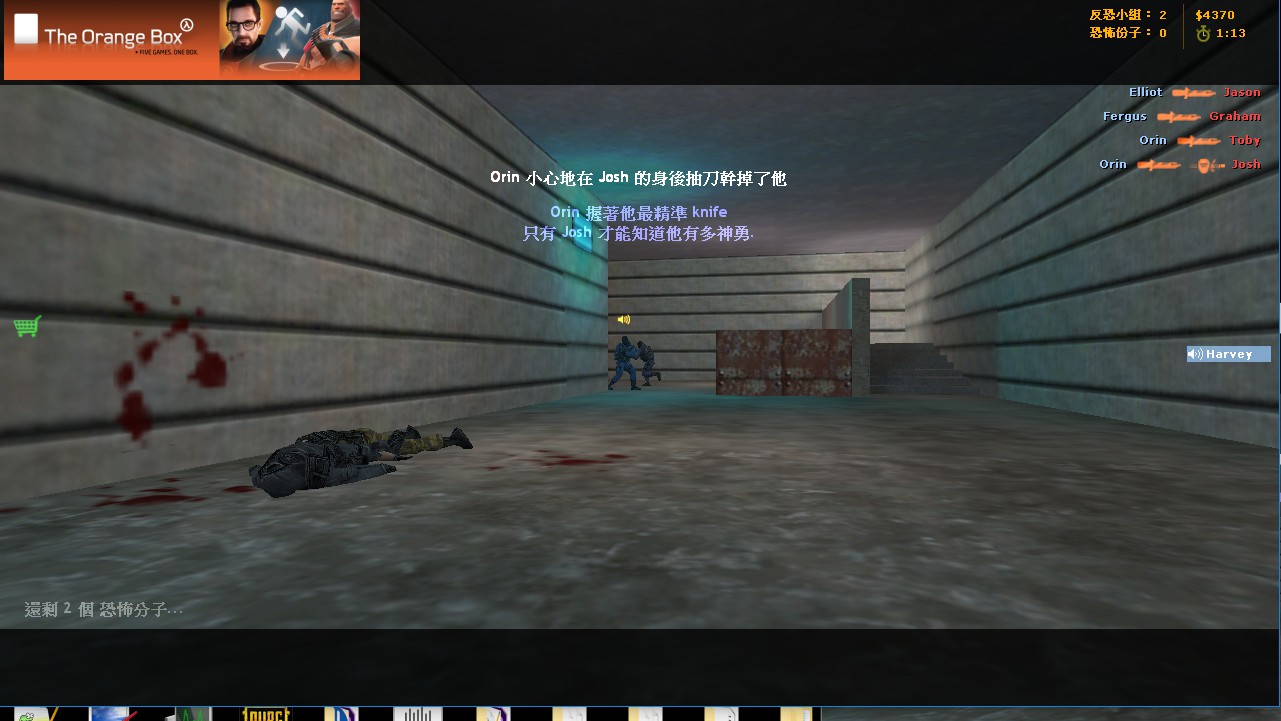 The Orange Box
• FIVE GAMES. ONE BOX.
反恐小組： 2
恐怖份子： 0
$4370
1:13
Elliot Jason
Fergus Graham
Orin Toby
Orin Josh
Orin 小心地在 Josh 的身後抽刀幹掉了他
Orin 握著他最精準 knife
只有 Josh 才能知道他有多神勇.
Harvey
還剩 2 個 恐怖分子...